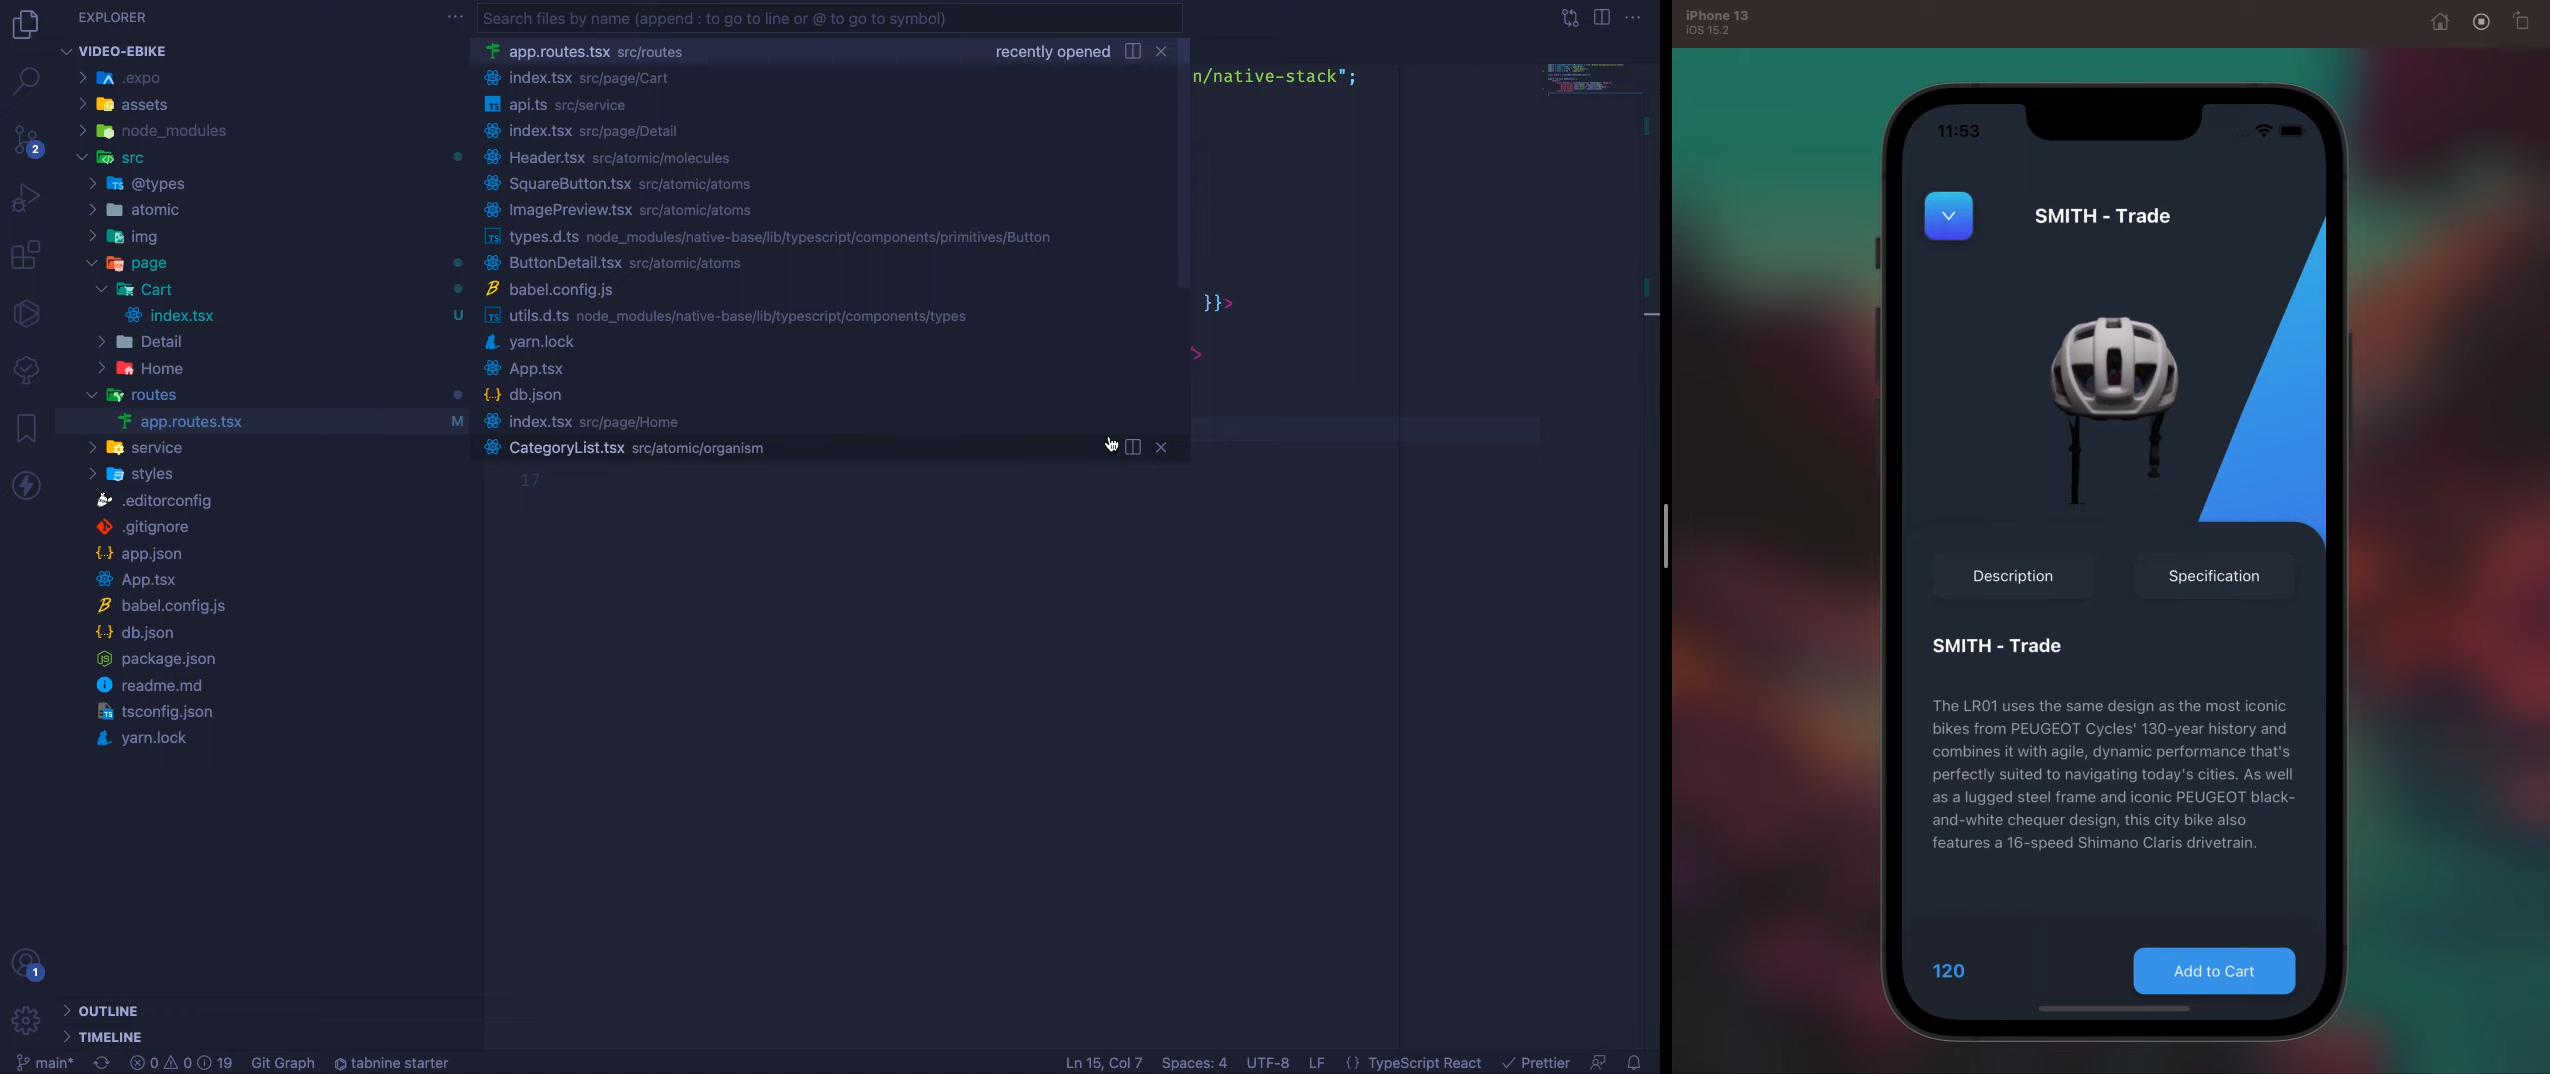 EXPLORER
VIDEO-EBIKE
.expo
assets
node_modules
src
@types
atomic
img
page
Cart
index.tsx U
Detail
Home
routes
app.routes.tsx M
service
styles
.editorconfig
.gitignore
app.json
App.tsx
babel.config.js
db.json
package.json
readme.md
tsconfig.json
yarn.lock
OUTLINE
TIMELINE
2
1
Search files by name (append : to go to line or @ to go to symbol)
app.routes.tsx src/routes recently opened
index.tsx src/page/Cart
api.ts src/service
index.tsx src/page/Detail
Header.tsx src/atomic/molecules
SquareButton.tsx src/atomic/atoms
ImagePreview.tsx src/atomic/atoms
types.d.ts node_modules/native-base/lib/typescript/components/primitives/Button
ButtonDetail.tsx src/atomic/atoms
babel.config.js
utils.d.ts node_modules/native-base/lib/typescript/components/types
yarn.lock
App.tsx
db.json
index.tsx src/page/Home
CategoryList.tsx src/atomic/organism
n/native-stack";
}}>
>
17
main* 0 0 19 Git Graph tabnine starter Ln 15, Col 7 Spaces: 4 UTF-8 LF {} TypeScript React Prettier
iPhone 13
iOS 15.2
11:53
SMITH - Trade
Description Specification
SMITH - Trade
The LR01 uses the same design as the most iconic
bikes from PEUGEOT Cycles' 130-year history and
combines it with agile, dynamic performance that's
perfectly suited to navigating today's cities. As well
as a lugged steel frame and iconic PEUGEOT black-
and-white chequer design, this city bike also
features a 16-speed Shimano Claris drivetrain.
120 Add to Cart